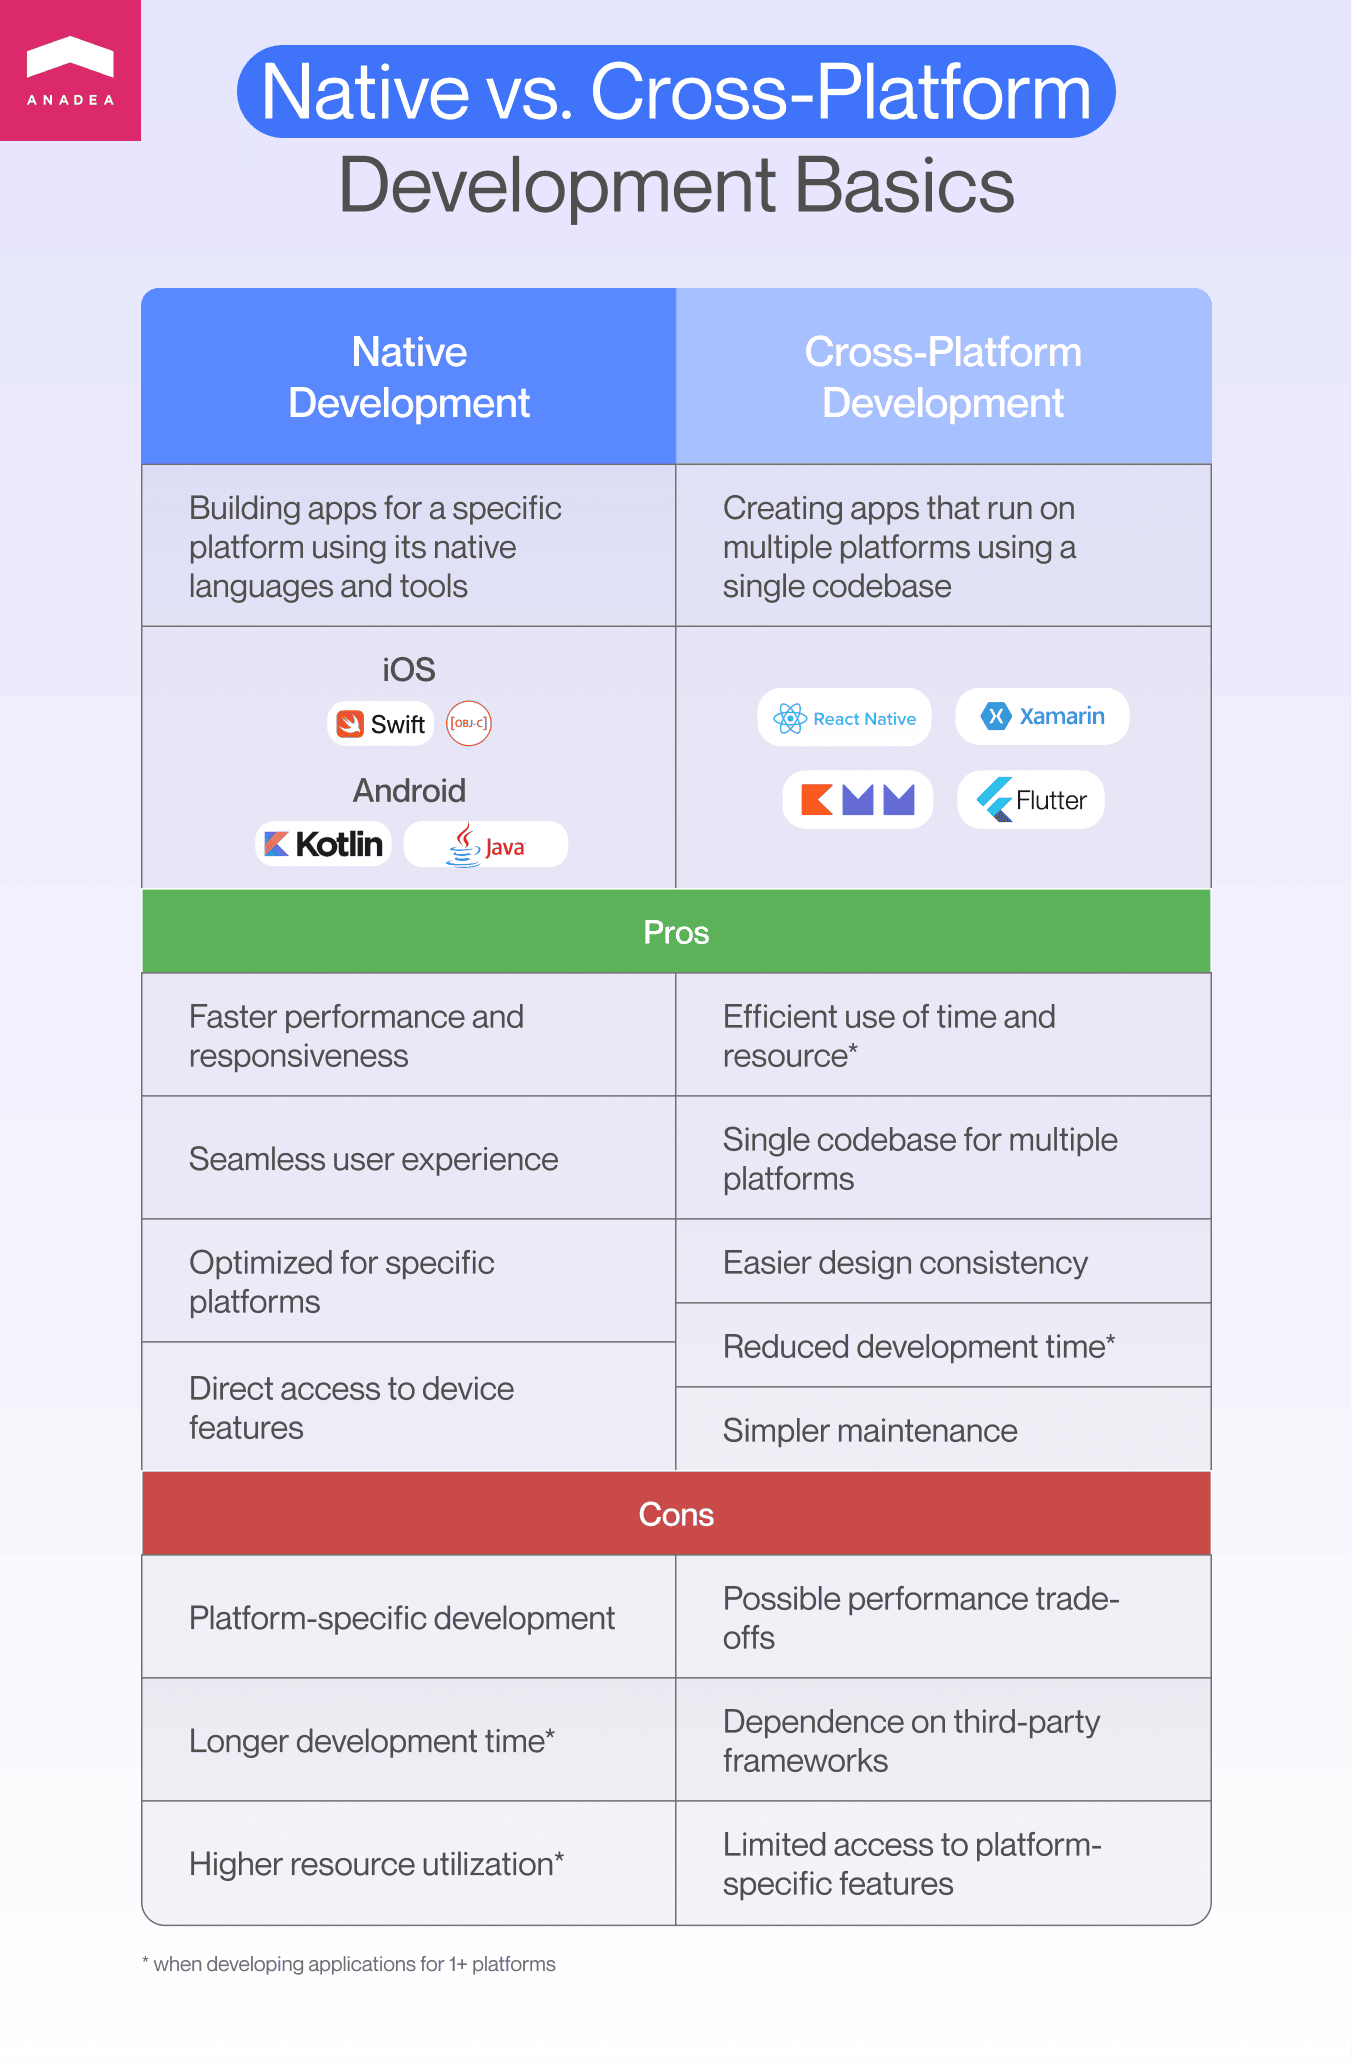 ANADEA
Native vs. Cross-Platform
Development Basics
Native
Development
Cross-Platform
Development
Building apps for a specific
platform using its native
languages and tools
Creating apps that run on
multiple platforms using a
single codebase
iOS
Swift
[OBJ-C]
Android
Kotlin
Java
React Native
Xamarin
KMM
Flutter
Pros
Faster performance and
responsiveness
Efficient use of time and
resource*
Seamless user experience
Single codebase for multiple
platforms
Optimized for specific
platforms
Easier design consistency
Reduced development time*
Direct access to device
features
Simpler maintenance
Cons
Platform-specific development
Possible performance trade-
offs
Longer development time*
Dependence on third-party
frameworks
Higher resource utilization*
Limited access to platform-
specific features
* when developing applications for 1+ platforms